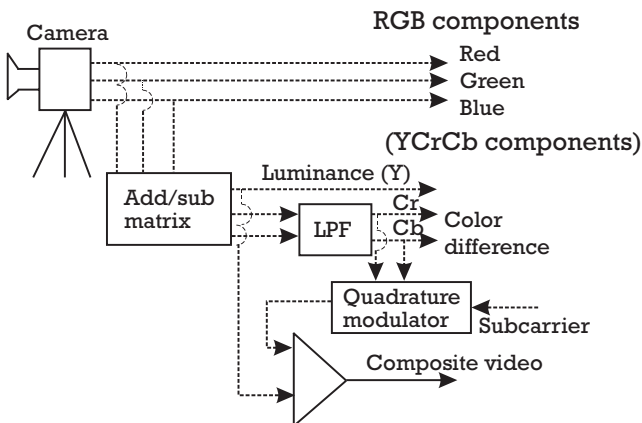 RGB components
Camera
Red
Green
Blue
(YCrCb components)
Luminance (Y)
Add/sub
matrix
LPF
Cr
Cb
Color
difference
Quadrature
modulator
Subcarrier
Composite video